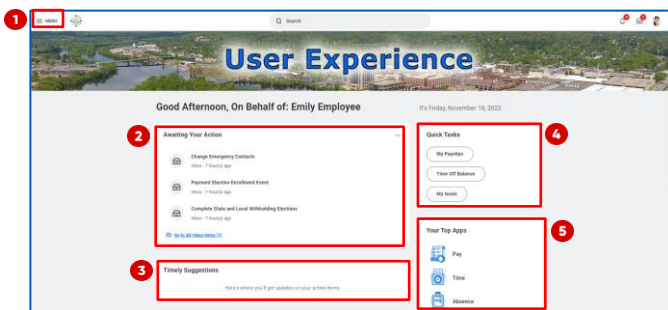 1
MENU
Search
User Experience
Good Afternoon, On Behalf of: Emily Employee
It's Friday, November 18, 2022
2
Awaiting Your Action
Change Emergency Contacts
Inbox - 7 hour(s) ago
Payment Election Enrollment Event
Inbox - 7 hour(s) ago
Complete State and Local Withholding Elections
Inbox - 7 hour(s) ago
Go to All Inbox Items (7)
3
Timely Suggestions
Here's where you'll get updates on your active items.
4
Quick Tasks
My Payslips
Time Off Balance
My Goals
5
Your Top Apps
Pay
Time
Absence